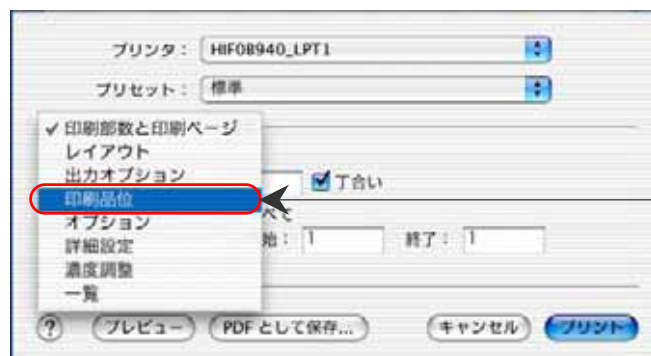 プリンタ： HIF08940_LPT1
プリセット： 標準
✓ 印刷部数と印刷ページ
レイアウト
出力オプション
丁合い
印刷品位
べて
オプション
始： 1 終了： 1
詳細設定
濃度調整
一覧
? プレビュー PDF として保存... キャンセル プリント